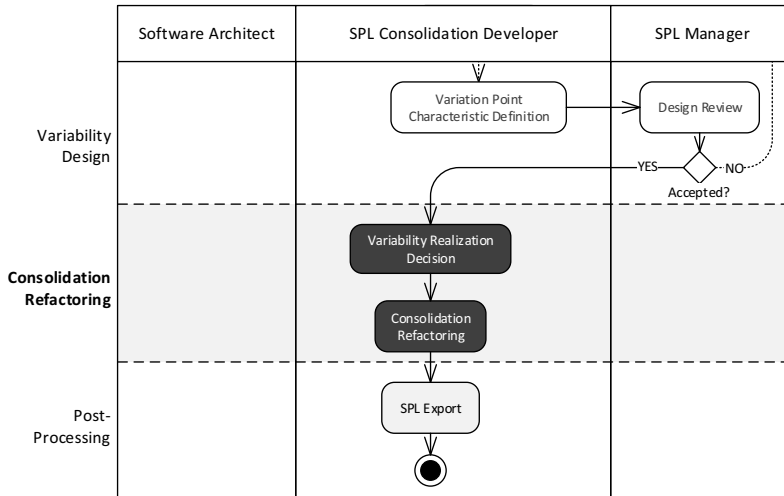 Software Architect
SPL Consolidation Developer
SPL Manager
Variability
Design
Variation Point
Characteristic Definition
Design Review
YES
NO
Accepted?
Consolidation
Refactoring
Variability Realization
Decision
Consolidation
Refactoring
Post-
Processing
SPL Export